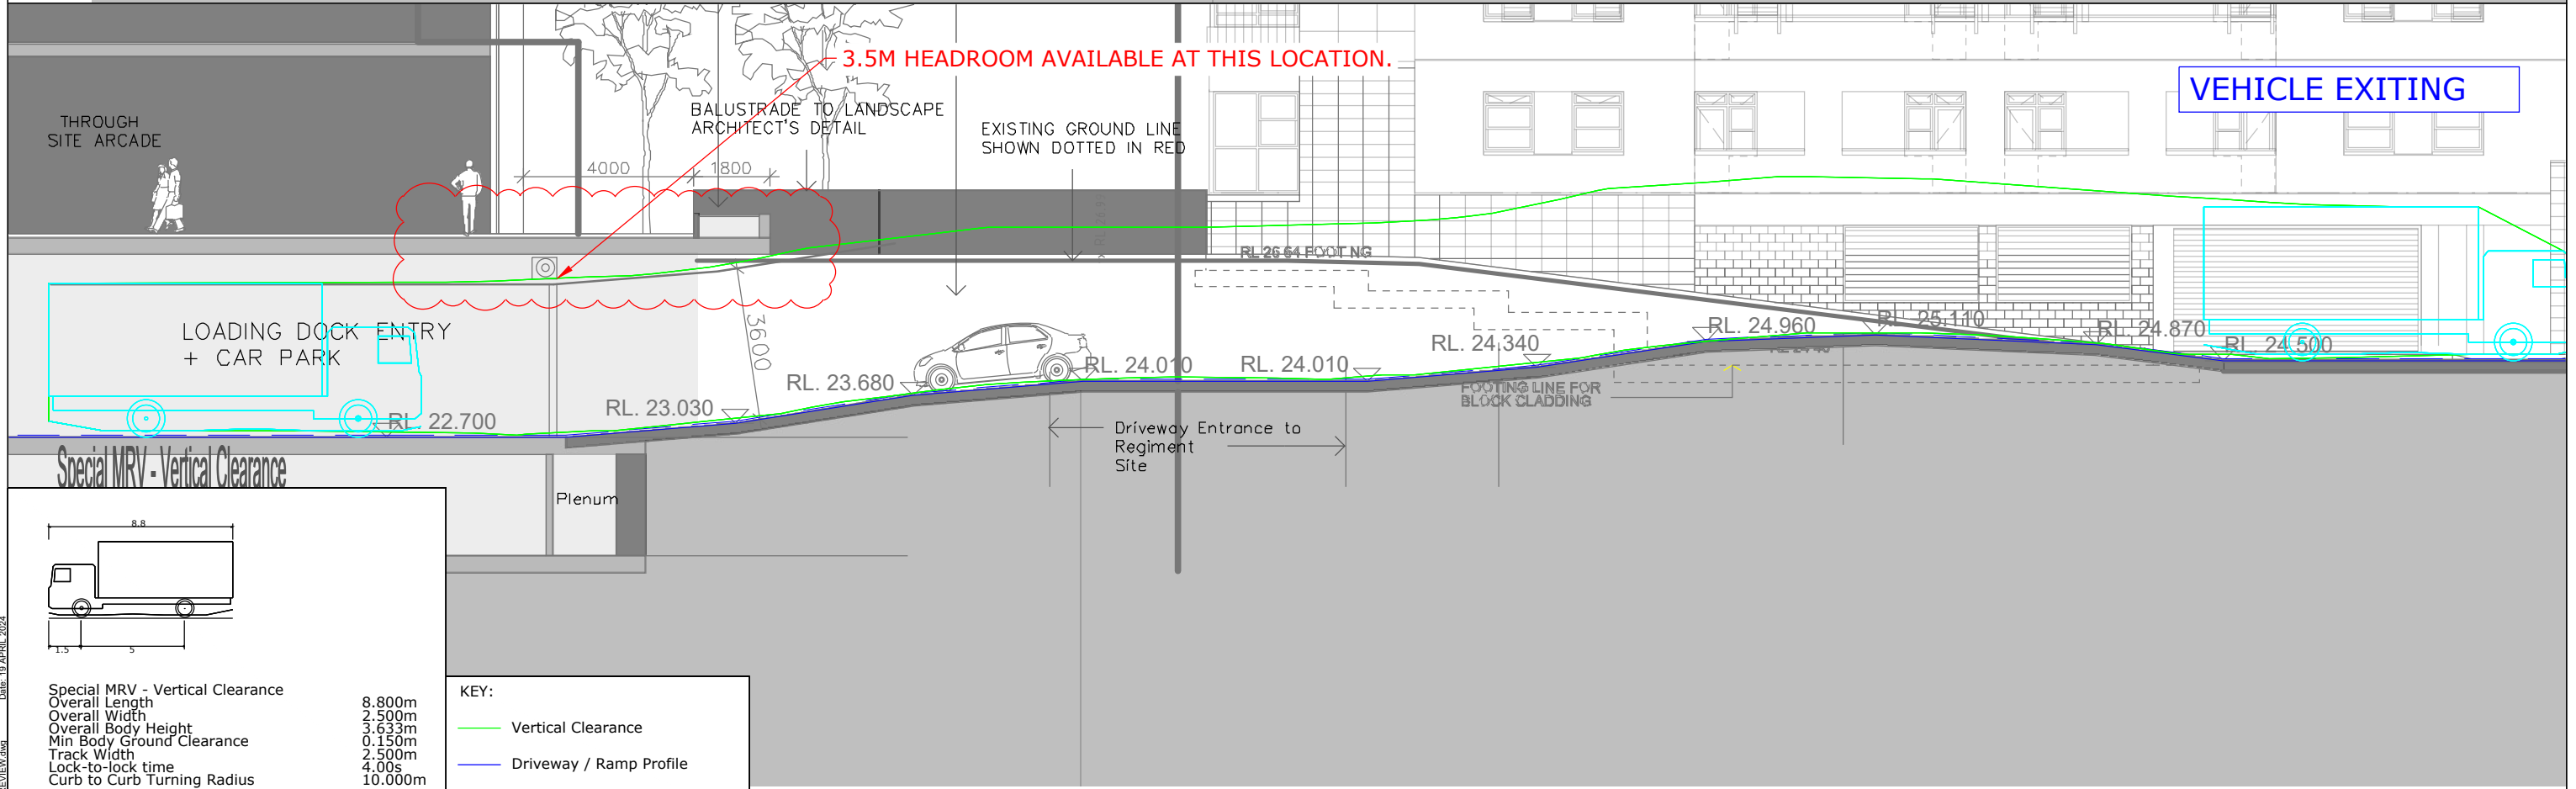 3.5M HEADROOM AVAILABLE AT THIS LOCATION.
VEHICLE EXITING
THROUGH
SITE ARCADE
BALUSTRADE TO LANDSCAPE
ARCHITECT'S DETAIL
EXISTING GROUND LINE
SHOWN DOTTED IN RED
4000
1800
RL 26 64 FOOTING
LOADING DOCK ENTRY
+ CAR PARK
3600
RL. 22.700
RL. 23.030
RL. 23.680
RL. 24.010
RL. 24.010
RL. 24.340
RL. 24.960
RL. 25.110
RL. 24.870
RL. 24.500
FOOTING LINE FOR
BLOCK CLADDING
Driveway Entrance to
Regiment
Site
Special MRV - Vertical Clearance
Plenum
8.8
1.5
5
Special MRV - Vertical Clearance
Overall Length 8.800m
Overall Width 2.500m
Overall Body Height 3.633m
Min Body Ground Clearance 0.150m
Track Width 2.500m
Lock-to-lock time 4.00s
Curb to Curb Turning Radius 10.000m
KEY:
Vertical Clearance
Driveway / Ramp Profile
Date: 19 APRIL 2024